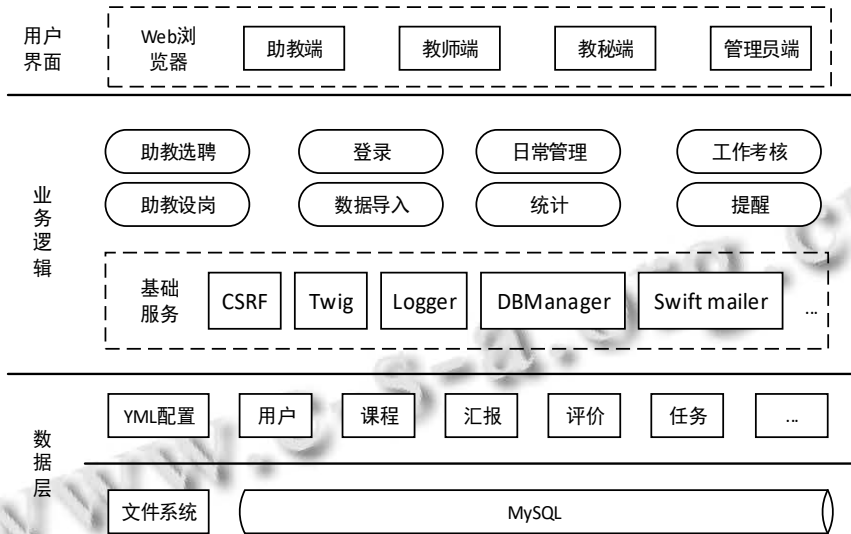 用户
界面
Web浏
览器
助教端
教师端
教秘端
管理员端
业
务
逻
辑
助教选聘
登录
日常管理
工作考核
助教设岗
数据导入
统计
提醒
基础
服务
CSRF
Twig
Logger
DBManager
Swift mailer
...
数
据
层
YML配置
用户
课程
汇报
评价
任务
...
文件系统
MySQL
www.c-s-a.org.c